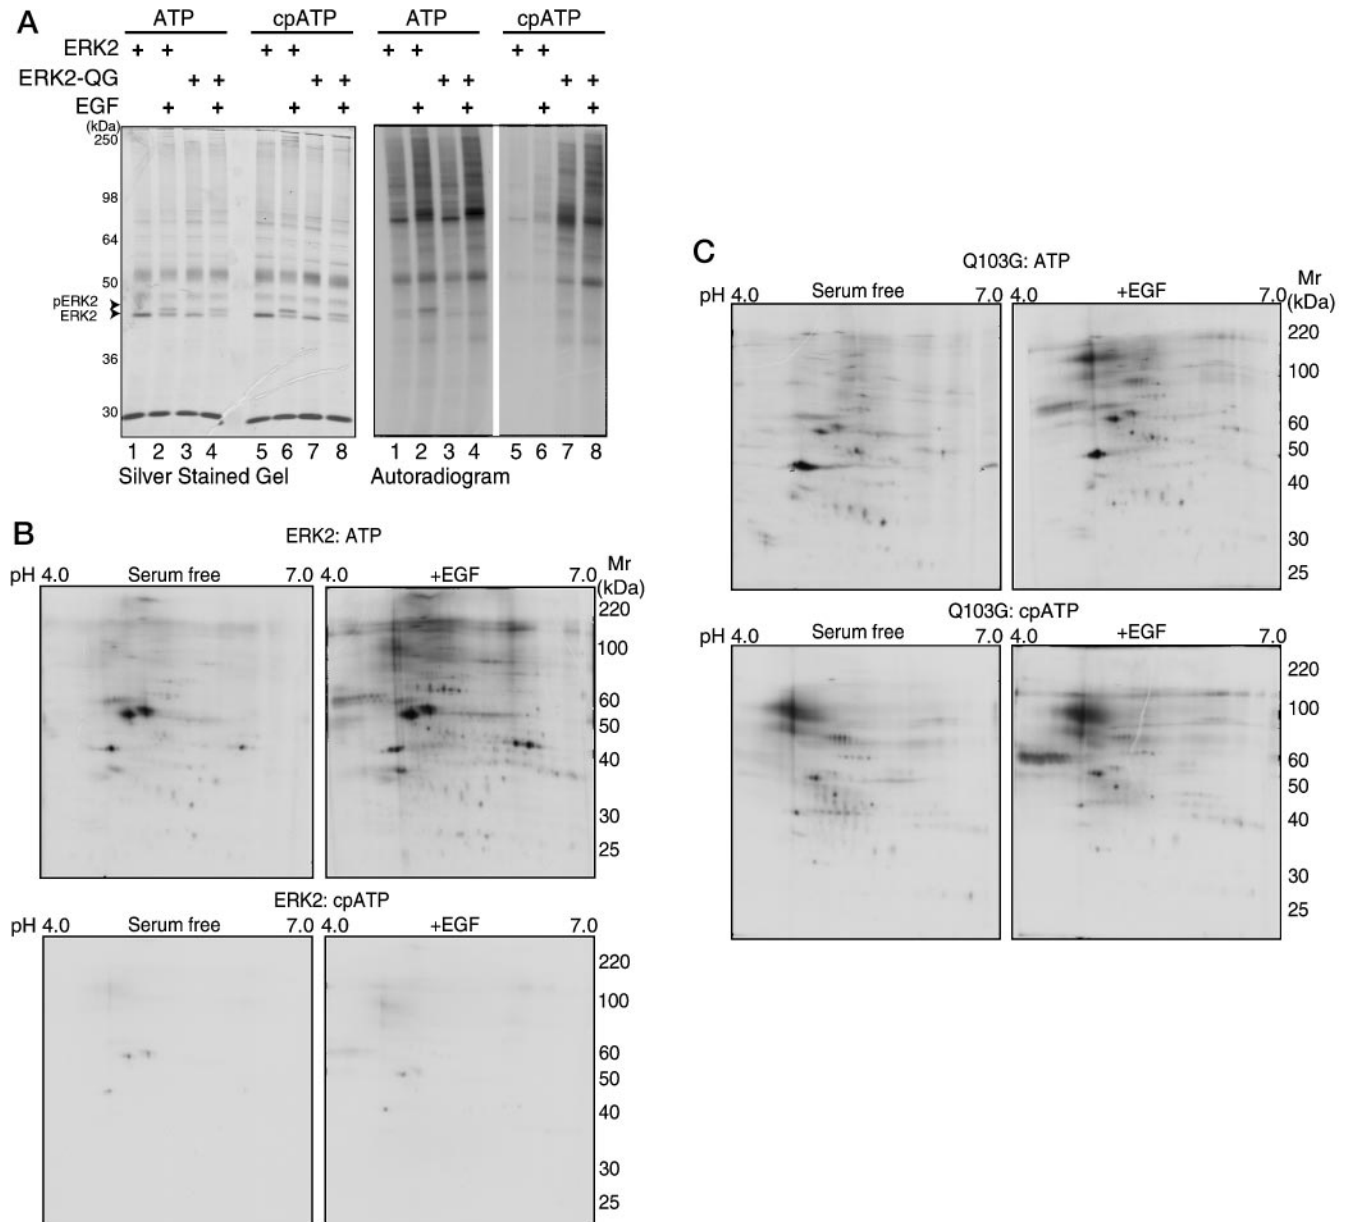 A
ATP cpATP ATP cpATP
ERK2 + + + + + + + +
ERK2-QG + + + + + + + +
EGF + + + + + + + +
(kDa)
250
98
64
50
pERK2
ERK2
36
30
1 2 3 4 5 6 7 8 1 2 3 4 5 6 7 8
Silver Stained Gel Autoradiogram
B
ERK2: ATP
pH 4.0 Serum free 7.0 4.0 +EGF 7.0 Mr
(kDa)
220
100
60
50
40
30
25
ERK2: cpATP
pH 4.0 Serum free 7.0 4.0 +EGF 7.0
220
100
60
50
40
30
25
C
Q103G: ATP
pH 4.0 Serum free 7.0 4.0 +EGF 7.0 Mr
(kDa)
220
100
60
50
40
30
25
Q103G: cpATP
pH 4.0 Serum free 7.0 4.0 +EGF 7.0
220
100
60
50
40
30
25